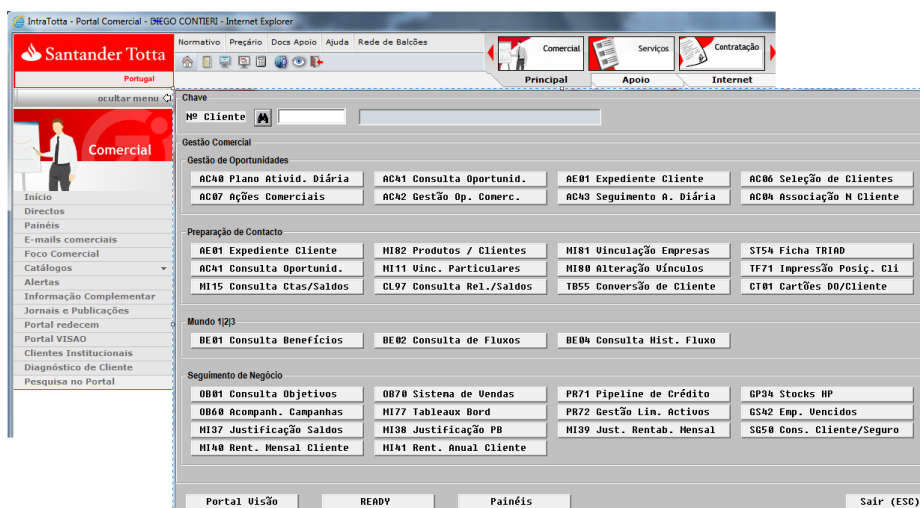 IntraTotta - Portal Comercial - DIEGO CONTIERI - Internet Explorer
Santander Totta
Portugal
Normativo Preçário Docs Apoio Ajuda Rede de Balcões
Comercial Serviços Contratação
Principal Apoio Internet
ocultar menu
Comercial
Início
Directos
Painéis
E-mails comerciais
Foco Comercial
Catálogos
Alertas
Informação Complementar
Jornais e Publicações
Portal redecem
Portal VISAO
Clientes Institucionais
Diagnóstico de Cliente
Pesquisa no Portal
Chave
Nº Cliente
Gestão Comercial
Gestão de Oportunidades
AC40 Plano Ativid. Diária AC41 Consulta Oportunid. AE01 Expediente Cliente AC06 Seleção de Clientes
AC07 Ações Comerciais AC42 Gestão Op. Comerc. AC43 Seguimento A. Diária AC04 Associação N Cliente
Preparação de Contacto
AE01 Expediente Cliente MI82 Produtos / Clientes MI81 Vinculação Empresas ST54 Ficha TRIAD
AC41 Consulta Oportunid. MI11 Vinc. Particulares MI80 Alteração Vínculos TF71 Impressão Posiç. Cli
MI15 Consulta Ctas/Saldos CL97 Consulta Rel./Saldos TB55 Conversão de Cliente CT01 Cartões DO/Cliente
Mundo 1|2|3
BE01 Consulta Benefícios BE02 Consulta de Fluxos BE04 Consulta Hist. Fluxo
Seguimento de Negócio
OB01 Consulta Objetivos OB70 Sistema de Vendas PR71 Pipeline de Crédito GP34 Stocks HP
OB60 Acompanh. Campanhas MI77 Tableaux Bord PR72 Gestão Lim. Activos GS42 Emp. Vencidos
MI37 Justificação Saldos MI38 Justificação PB MI39 Just. Rentab. Mensal SG50 Cons. Cliente/Seguro
MI40 Rent. Mensal Cliente MI41 Rent. Anual Cliente
Portal Visão READY Painéis Sair (ESC)